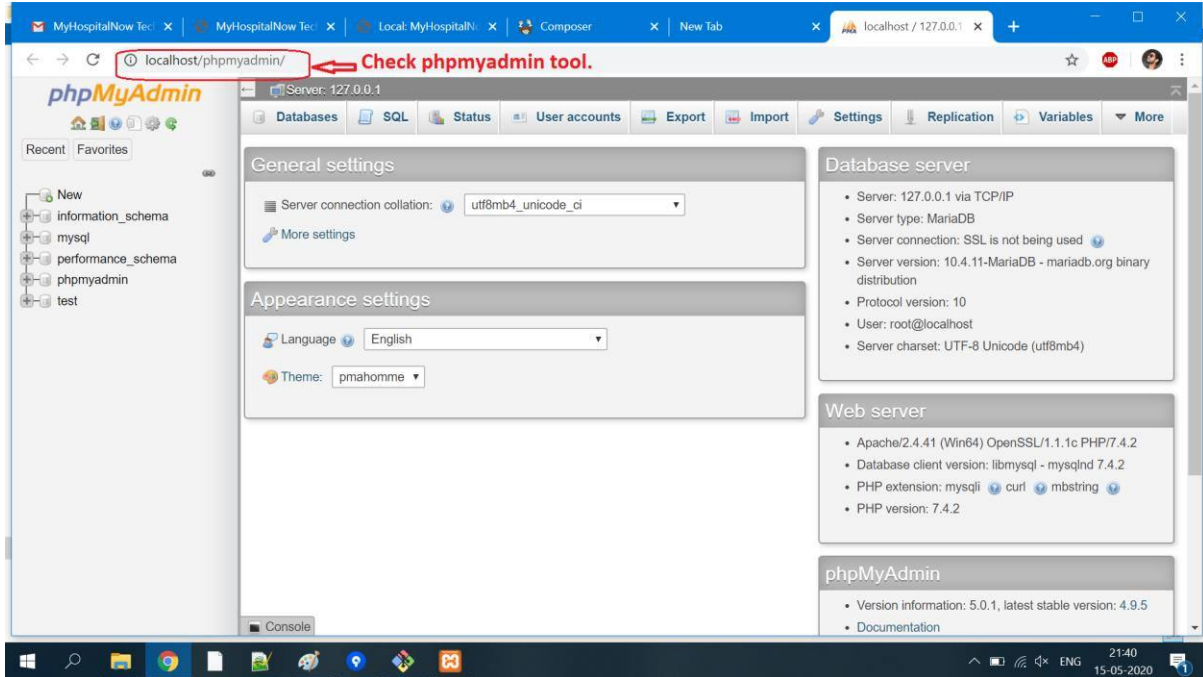 MyHospitalNow Tec
MyHospitalNow Tec
Local: MyHospitalNo
Composer
New Tab
localhost / 127.0.0.1
localhost/phpmyadmin/
Check phpmyadmin tool.
ABP
phpMyAdmin
Recent Favorites
New
information_schema
mysql
performance_schema
phpmyadmin
test
Server: 127.0.0.1
Databases SQL Status User accounts Export Import Settings Replication Variables More
General settings
Server connection collation: utf8mb4_unicode_ci
More settings
Appearance settings
Language English
Theme: pmahomme
Console
Database server
• Server: 127.0.0.1 via TCP/IP
• Server type: MariaDB
• Server connection: SSL is not being used
• Server version: 10.4.11-MariaDB - mariadb.org binary
distribution
• Protocol version: 10
• User: root@localhost
• Server charset: UTF-8 Unicode (utf8mb4)
Web server
• Apache/2.4.41 (Win64) OpenSSL/1.1.1c PHP/7.4.2
• Database client version: libmysql - mysqlnd 7.4.2
• PHP extension: mysqli curl mbstring
• PHP version: 7.4.2
phpMyAdmin
• Version information: 5.0.1, latest stable version: 4.9.5
• Documentation
ENG
21:40
15-05-2020